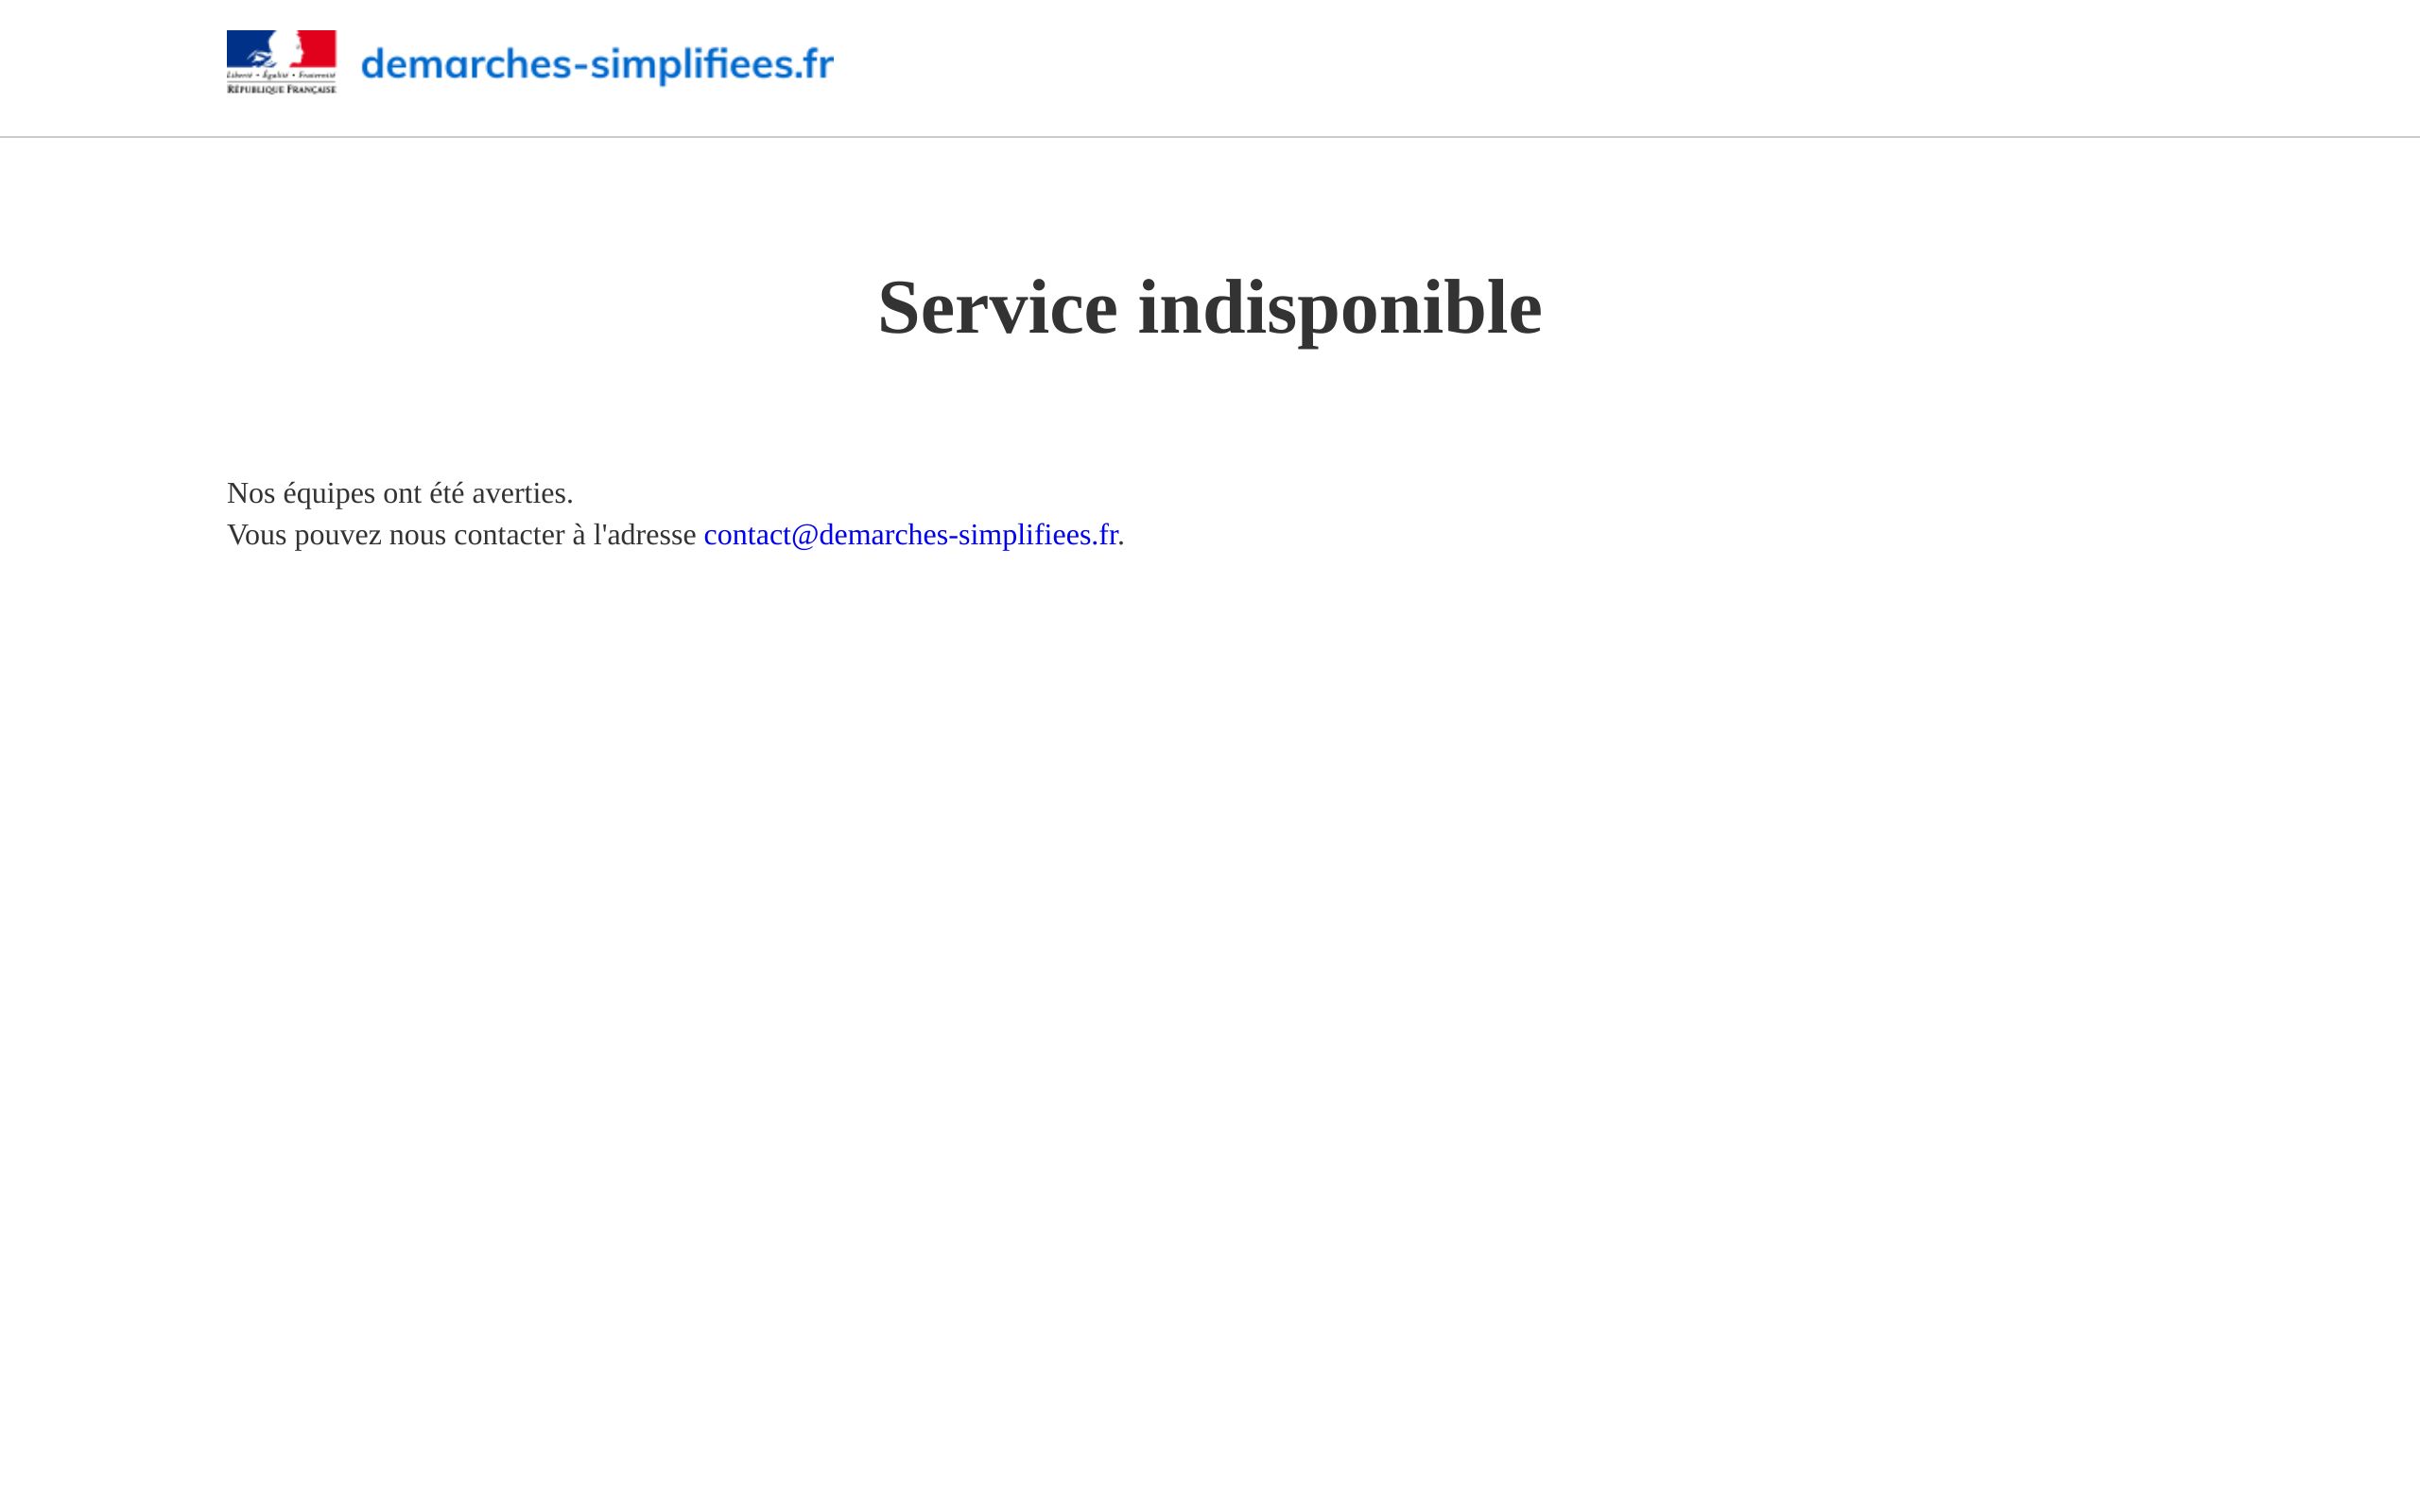 Liberté • Égalité • Fraternité
RÉPUBLIQUE FRANÇAISE
demarches-simplifiees.fr
Service indisponible
Nos équipes ont été averties.
Vous pouvez nous contacter à l'adresse contact@demarches-simplifiees.fr.